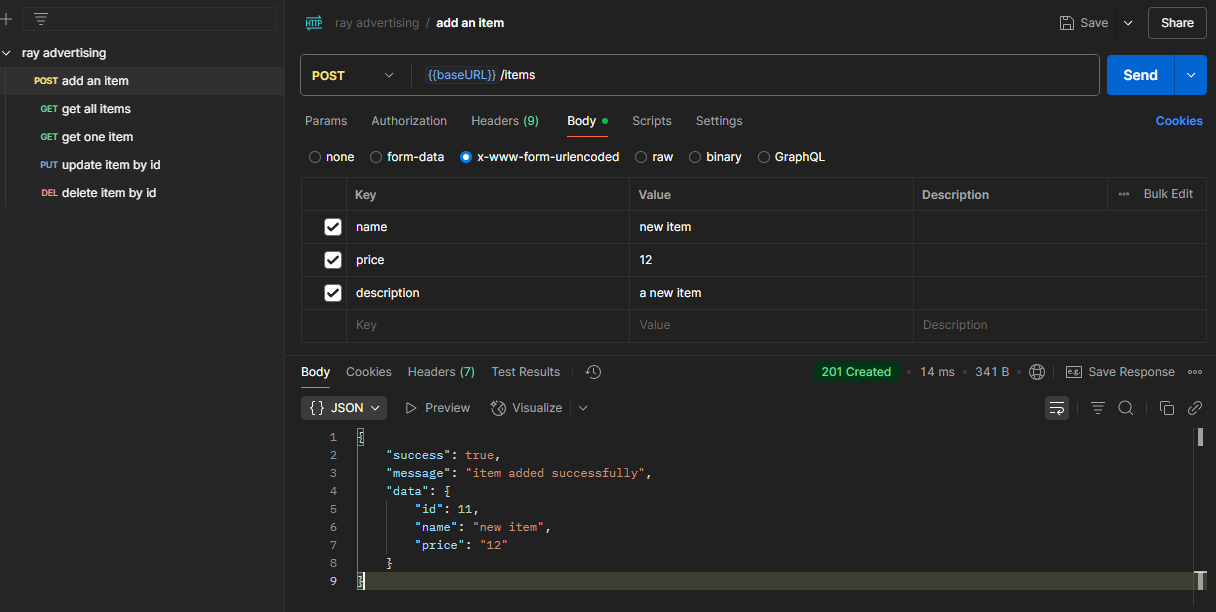 ray advertising
POST add an item
GET get all items
GET get one item
PUT update item by id
DEL delete item by id
HTTP ray advertising / add an item Save Share
POST {{baseURL}} /items Send
Params Authorization Headers (9) Body Scripts Settings Cookies
none form-data x-www-form-urlencoded raw binary GraphQL
Key Value Description ••• Bulk Edit
name new item
price 12
description a new item
Key Value Description
Body Cookies Headers (7) Test Results 201 Created • 14 ms • 341 B • e.g. Save Response •••
{} JSON Preview Visualize
1 {
2 "success": true,
3 "message": "item added successfully",
4 "data": {
5 "id": 11,
6 "name": "new item",
7 "price": "12"
8 }
9 }